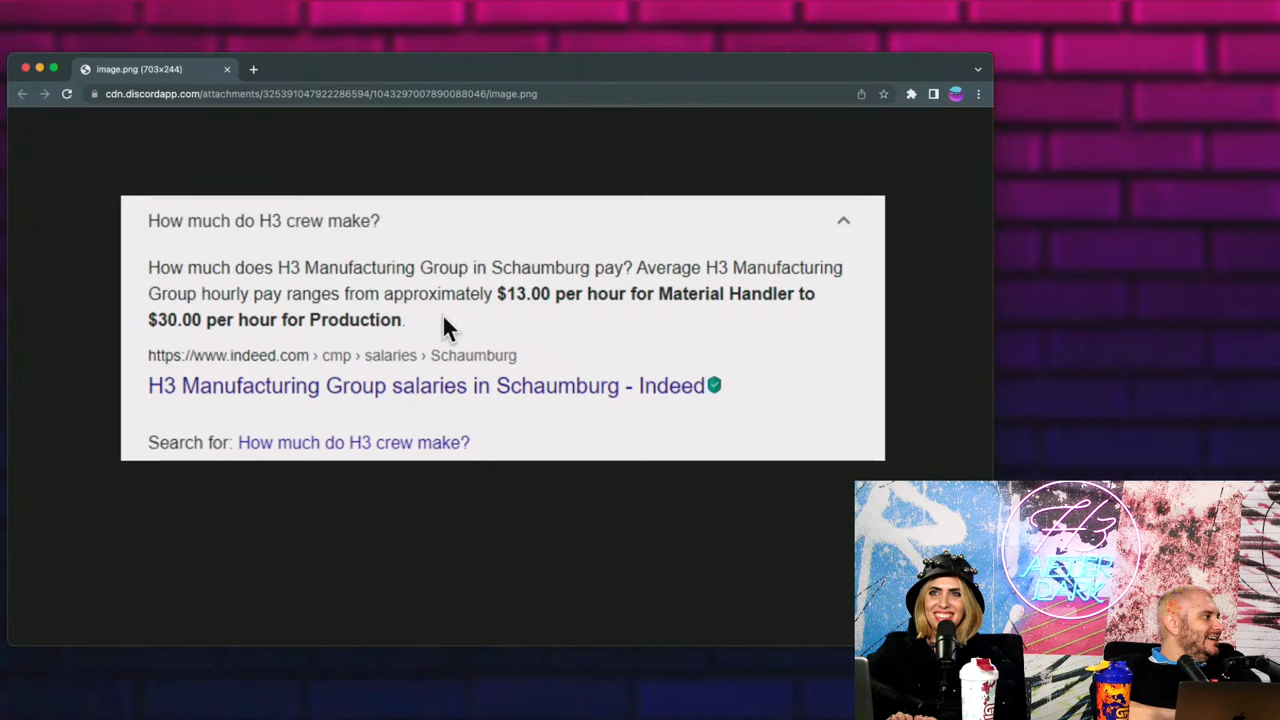 image.png (703×244)
cdn.discordapp.com/attachments/325391047922286594/1043297007890088046/image.png
How much do H3 crew make?
How much does H3 Manufacturing Group in Schaumburg pay? Average H3 Manufacturing
Group hourly pay ranges from approximately $13.00 per hour for Material Handler to
$30.00 per hour for Production.
https://www.indeed.com › cmp › salaries › Schaumburg
H3 Manufacturing Group salaries in Schaumburg - Indeed
Search for: How much do H3 crew make?
H3
AFTER
DARK